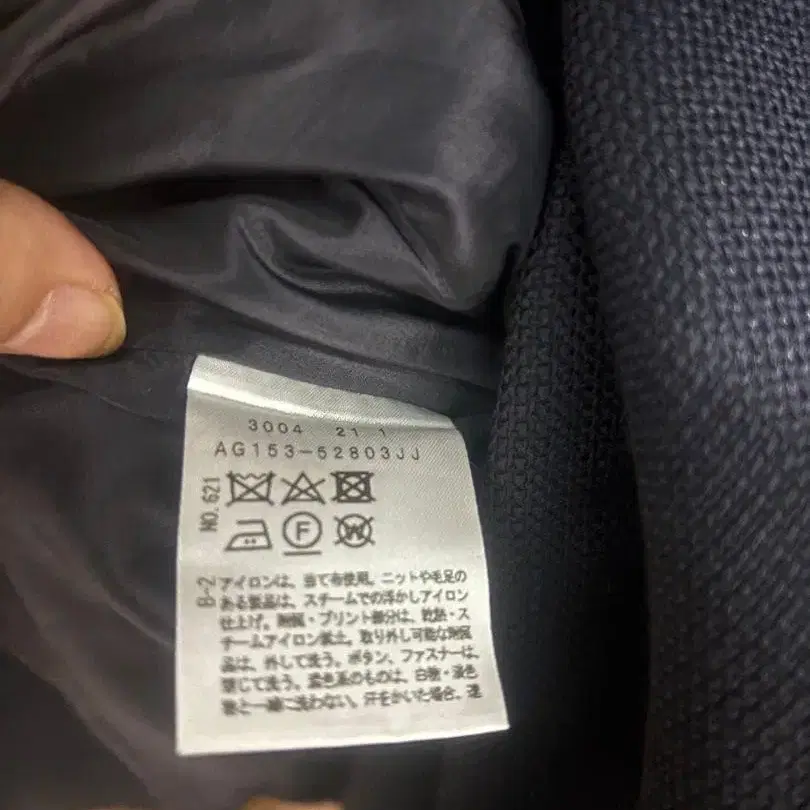 3004 21 1
AG153-52803JJ
NO.621
F
W
B-2
アイロンは、当て布使用。ニットや毛足の
ある製品は、スチームでの浮かしアイロン
仕上げ。附属・プリント部分は、乾熱・ス
チームアイロン禁止。取り外し可能な附属
品は、外して洗う。ボタン、ファスナーは、
閉じて洗う。濃色系のものは、白物・淡色
物と一緒に洗わない。汗をかいた場合、速